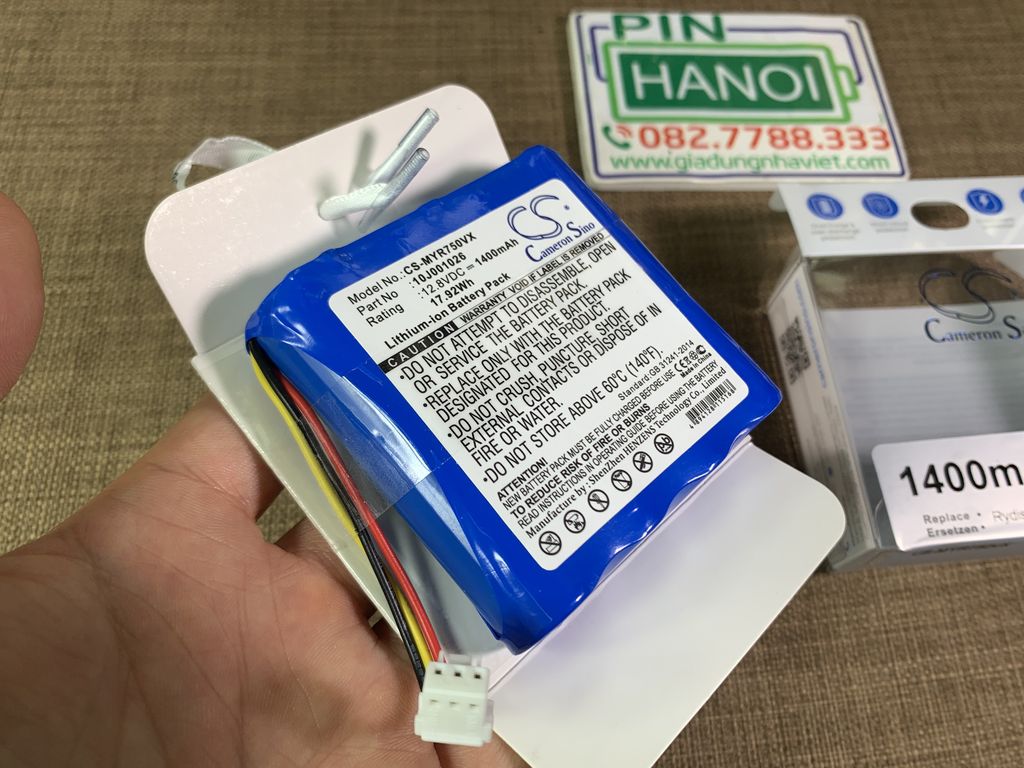 PIN
HANOI
082.7788.333
www.giadungnhaviet.com
CS
Cameron Sino
Model No.: CS-MYR750VX
Part No : 10J001026
Rating : 12.8VDC = 1400mAh
17.92Wh
Lithium-ion Battery Pack
CAUTION WARRANTY VOID IF LABEL IS REMOVED
•DO NOT ATTEMPT TO DISASSEMBLE, OPEN
OR SERVICE THE BATTERY PACK.
•REPLACE ONLY WITH THE BATTERY PACK
DESIGNATED FOR THIS PRODUCT.
•DO NOT CRUSH, PUNCTURE, SHORT
EXTERNAL CONTACTS OR DISPOSE OF IN
FIRE OR WATER.
•DO NOT STORE ABOVE 60°C (140°F)
Standard: GB 31241-2014
ATTENTION!
NEW BATTERY PACK MUST BE FULLY CHARGED BEFORE USE
Made in China
TO REDUCE RISK OF FIRE OR BURNS
READ INSTRUCTIONS IN OPERATING GUIDE BEFORE USING THE BATTERY
Manufacture by: ShenZhen HENZENS Technology Co., Limited
CS
Cameron S
1400m
Replace •
Ersetzen•